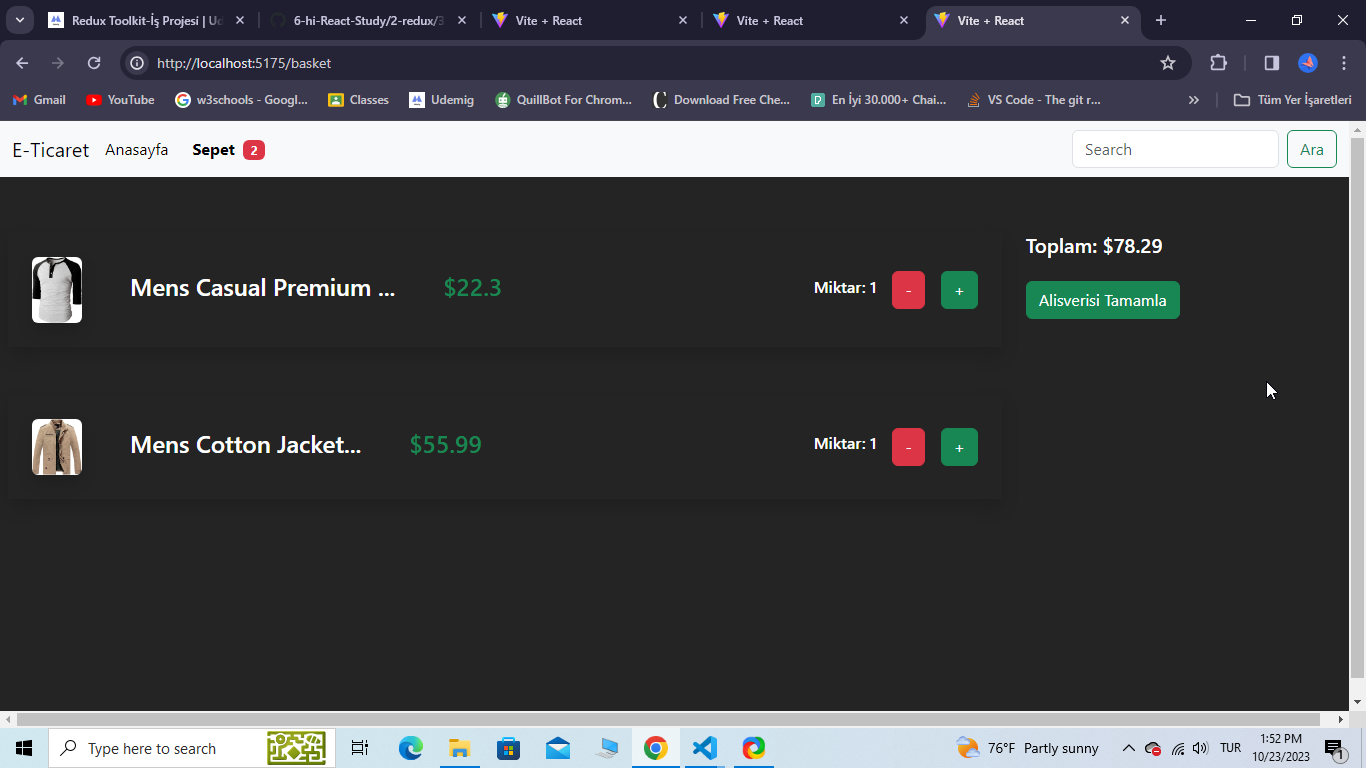 Redux Toolkit-İş Projesi | Ud
6-hi-React-Study/2-redux/3
Vite + React
Vite + React
Vite + React
http://localhost:5175/basket
Gmail
YouTube
w3schools - Googl...
Classes
Udemig
QuillBot For Chrom...
Download Free Che...
En İyi 30.000+ Chai...
VS Code - The git r...
»
Tüm Yer İşaretleri
E-Ticaret Anasayfa Sepet 2
Search Ara
Toplam: $78.29
Mens Casual Premium ... $22.3 Miktar: 1 - +
Alisverisi Tamamla
Mens Cotton Jacket... $55.99 Miktar: 1 - +
Type here to search
76°F Partly sunny
TUR
1:52 PM
10/23/2023
1